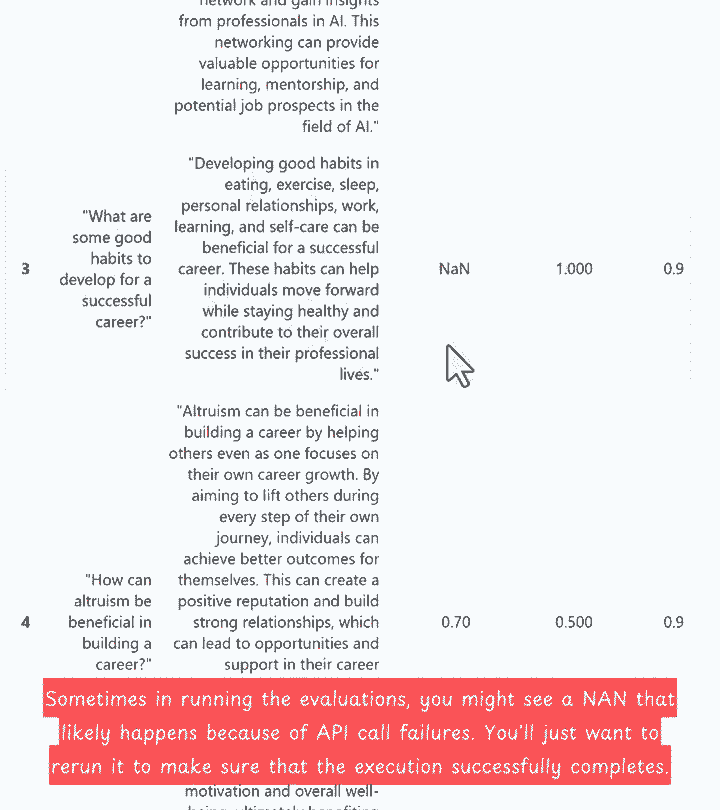 network and gain insights
from professionals in AI. This
networking can provide
valuable opportunities for
learning, mentorship, and
potential job prospects in the
field of AI."
3
"What are
some good
habits to
develop for a
successful
career?"
"Developing good habits in
eating, exercise, sleep,
personal relationships, work,
learning, and self-care can be
beneficial for a successful
career. These habits can help
individuals move forward
while staying healthy and
contribute to their overall
success in their professional
lives."
NaN
1.000
0.9
4
"How can
altruism be
beneficial in
building a
career?"
"Altruism can be beneficial in
building a career by helping
others even as one focuses on
their own career growth. By
aiming to lift others during
every step of their own
journey, individuals can
achieve better outcomes for
themselves. This can create a
positive reputation and build
strong relationships, which
can lead to opportunities and
support in their career
0.70
0.500
0.9
Sometimes in running the evaluations, you might see a NAN that
likely happens because of API call failures. You'll just want to
rerun it to make sure that the execution successfully completes.
motivation and overall well-